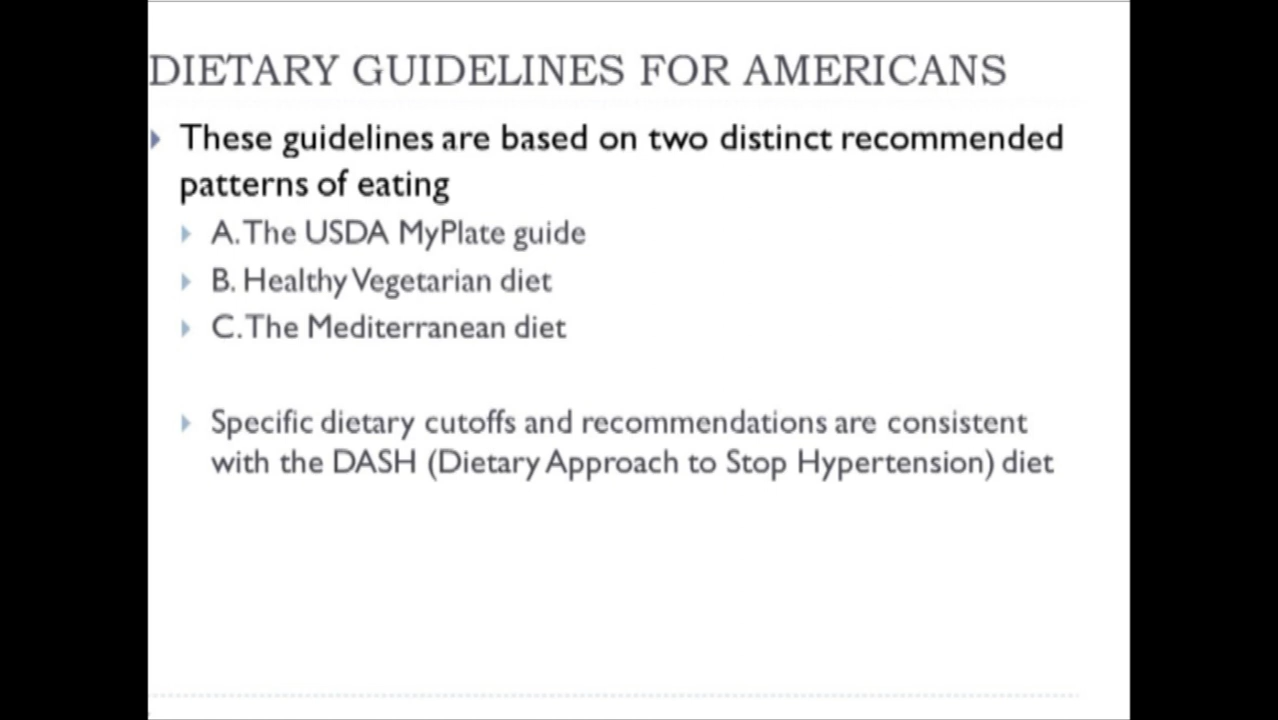 DIETARY GUIDELINES FOR AMERICANS
These guidelines are based on two distinct recommended
patterns of eating
A. The USDA MyPlate guide
B. Healthy Vegetarian diet
C. The Mediterranean diet
Specific dietary cutoffs and recommendations are consistent
with the DASH (Dietary Approach to Stop Hypertension) diet